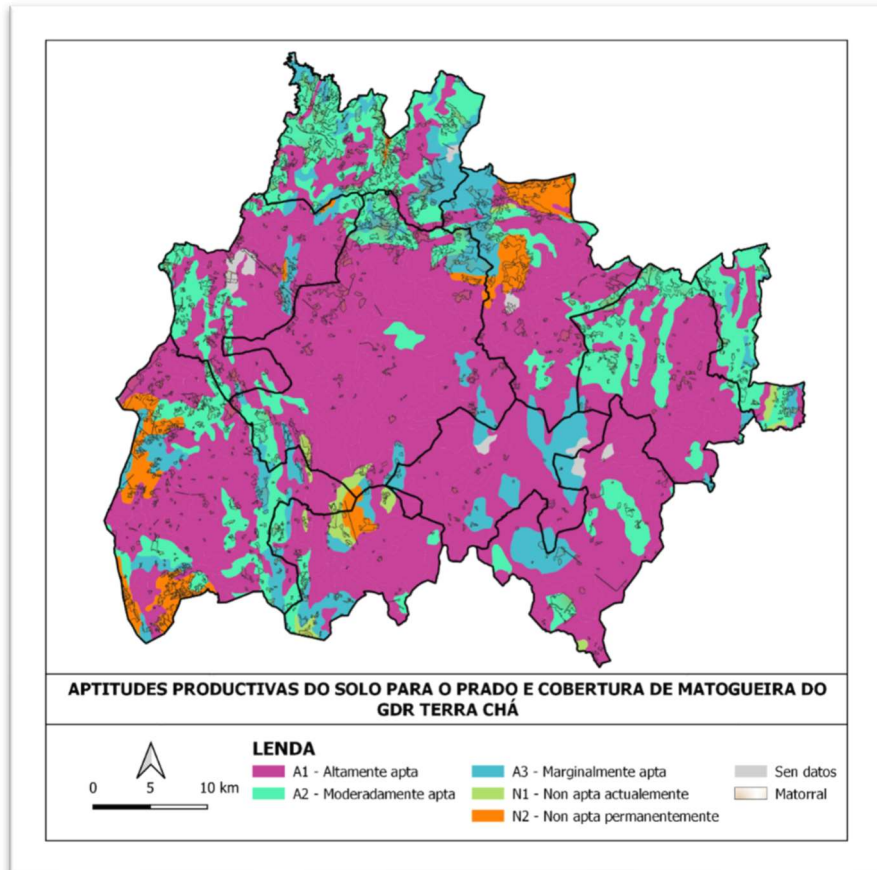 APTITUDES PRODUCTIVAS DO SOLO PARA O PRADO E COBERTURA DE MATOGUEIRA DO
GDR TERRA CHÁ
LENDA
0 5 10 km
A1 - Altamente apta
A2 - Moderadamente apta
A3 - Marginalmente apta
N1 - Non apta actualemente
N2 - Non apta permanentemente
Sen datos
Matorral